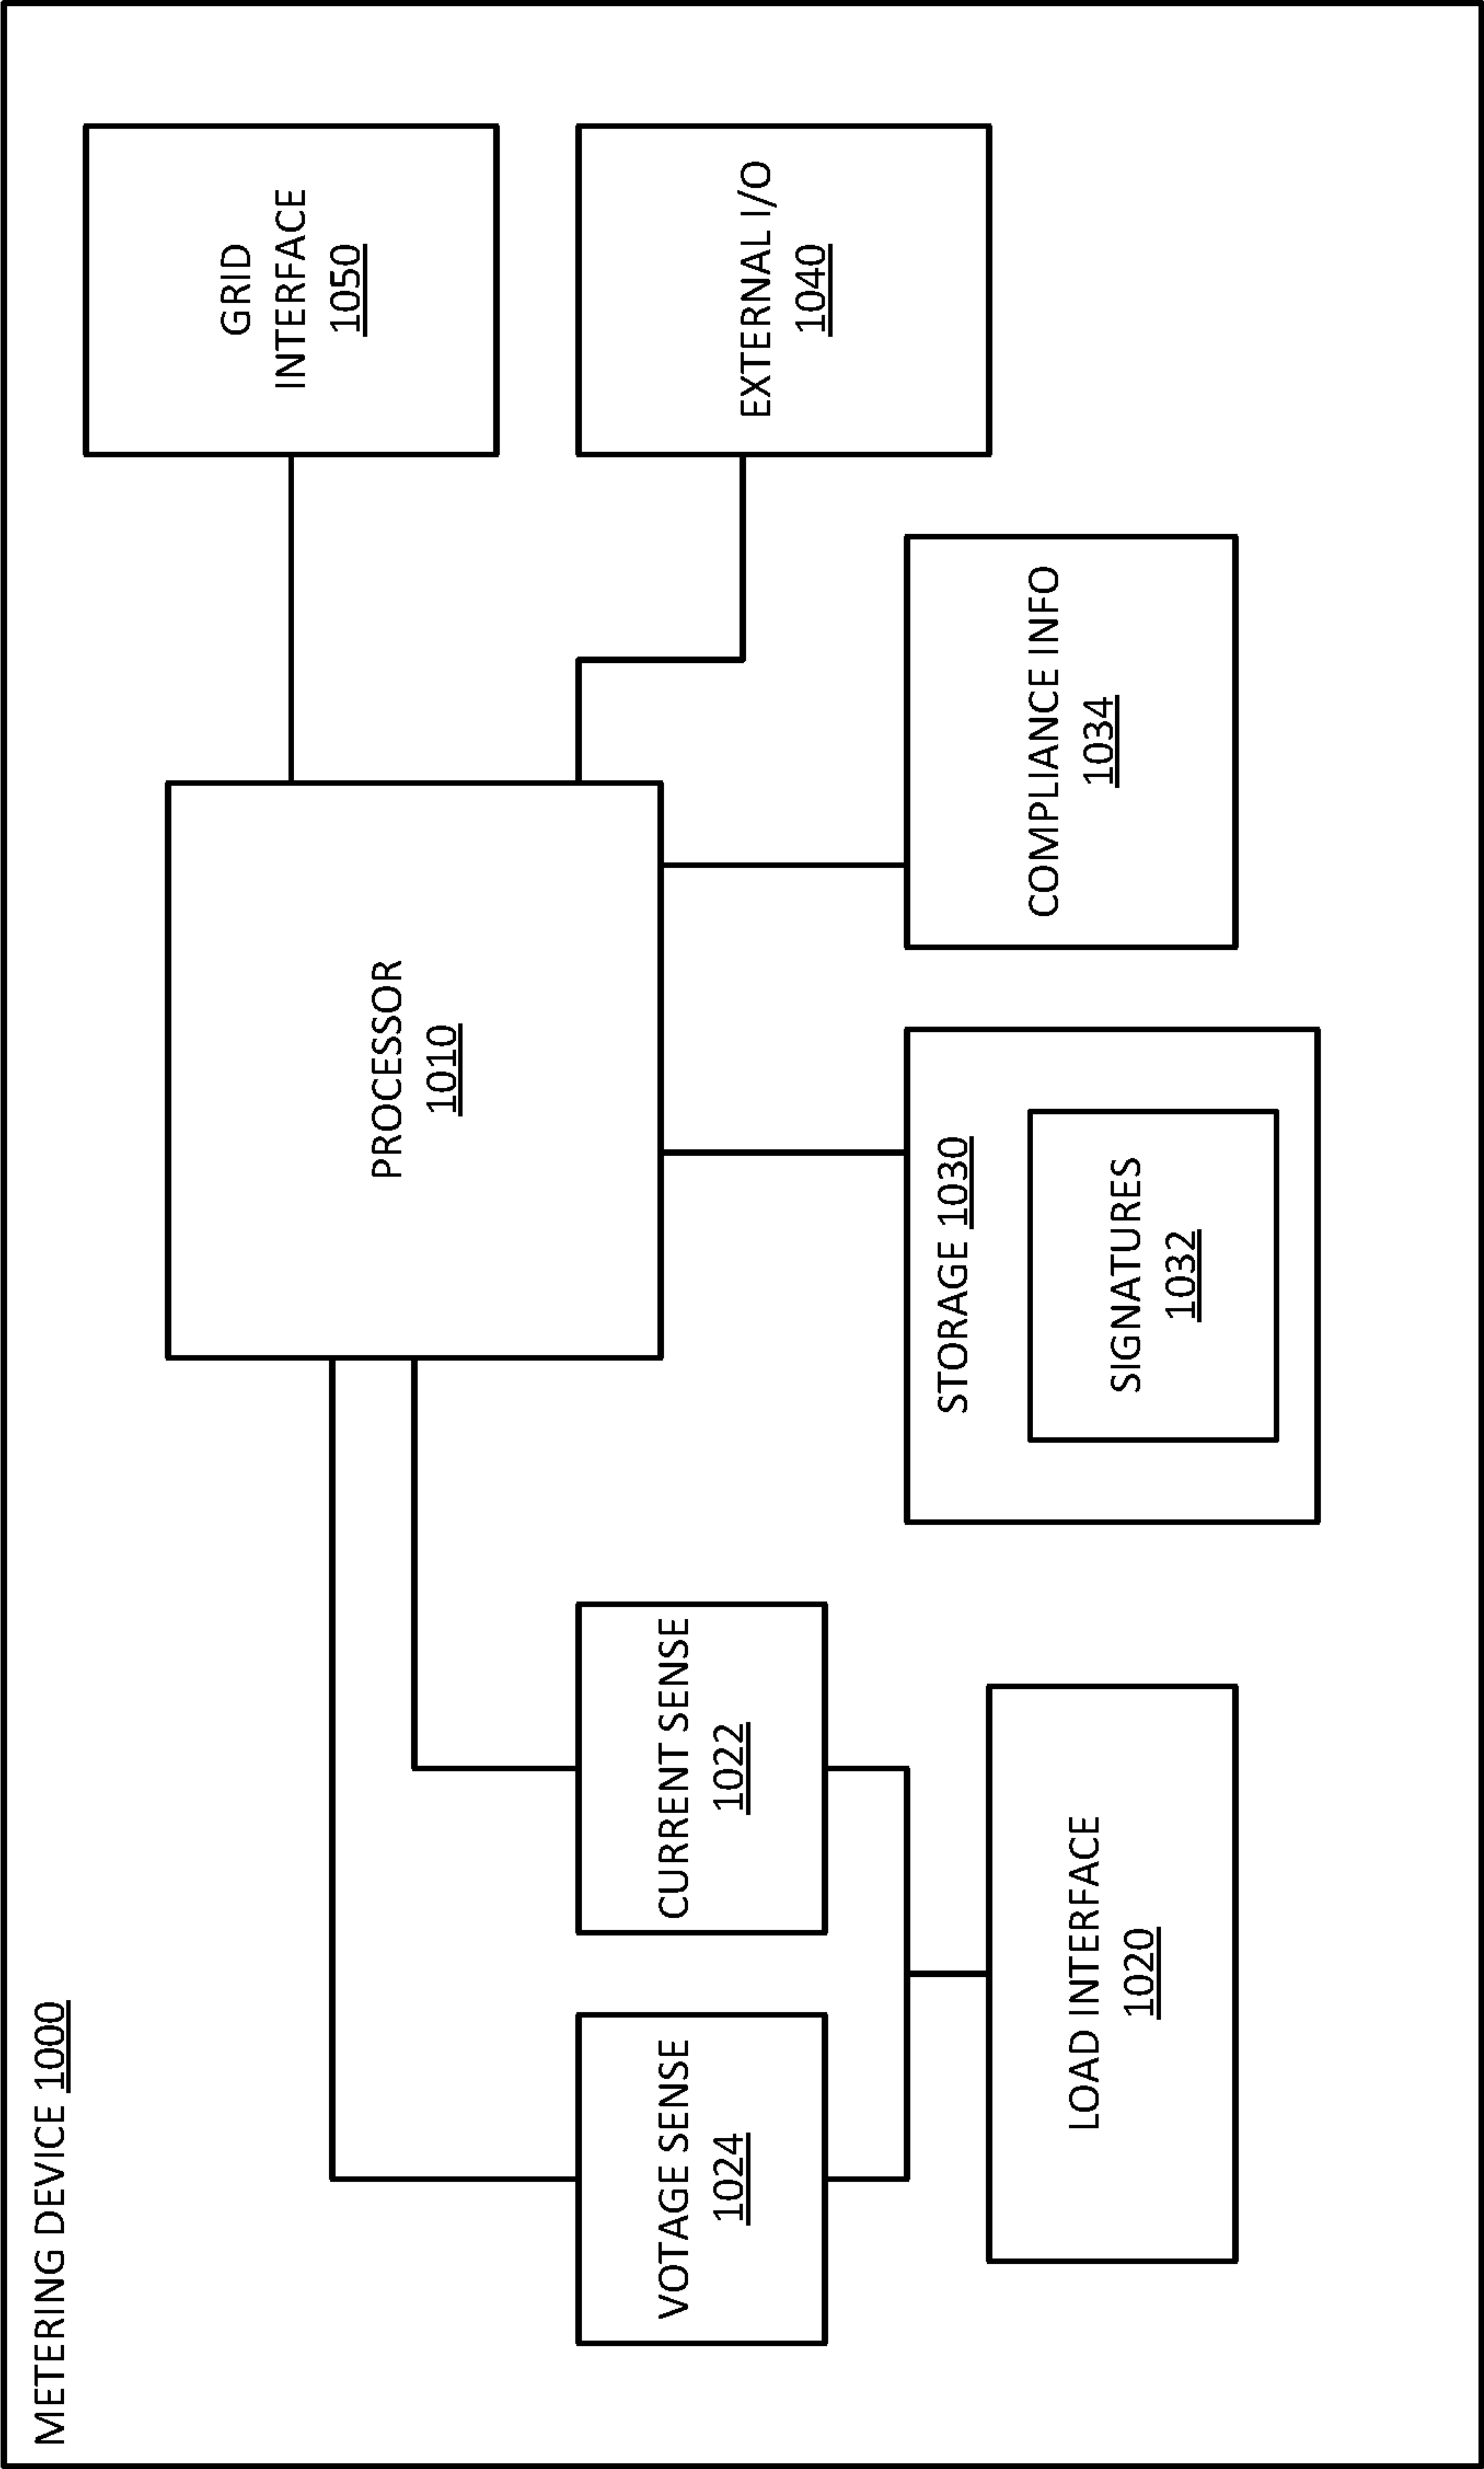 METERING DEVICE 1000
PROCESSOR
1010
GRID
INTERFACE
1050
VOTAGE SENSE
1024
CURRENT SENSE
1022
EXTERNAL I/O
1040
STORAGE 1030
SIGNATURES
1032
COMPLIANCE INFO
1034
LOAD INTERFACE
1020